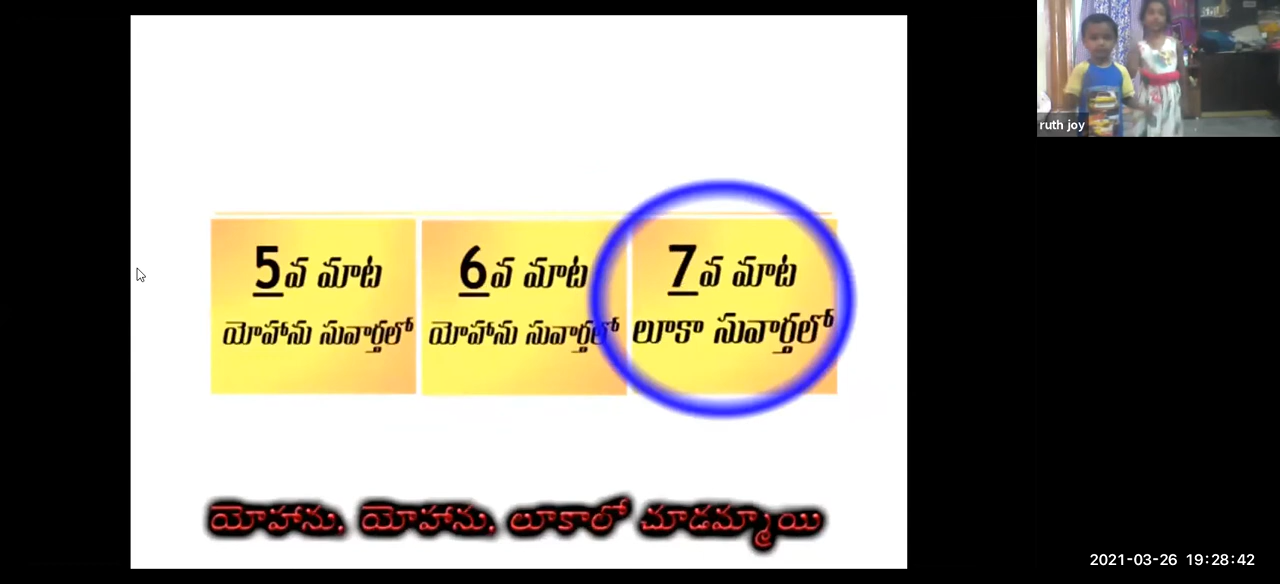 5వ మాట
యోహాను సువార్తలో
6వ మాట
యోహాను సువార్తలో
7వ మాట
లూకా సువార్తలో
యోహాను, యోహాను, లూకాలో చూడమ్మాయి
ruth joy
2021-03-26 19:28:42